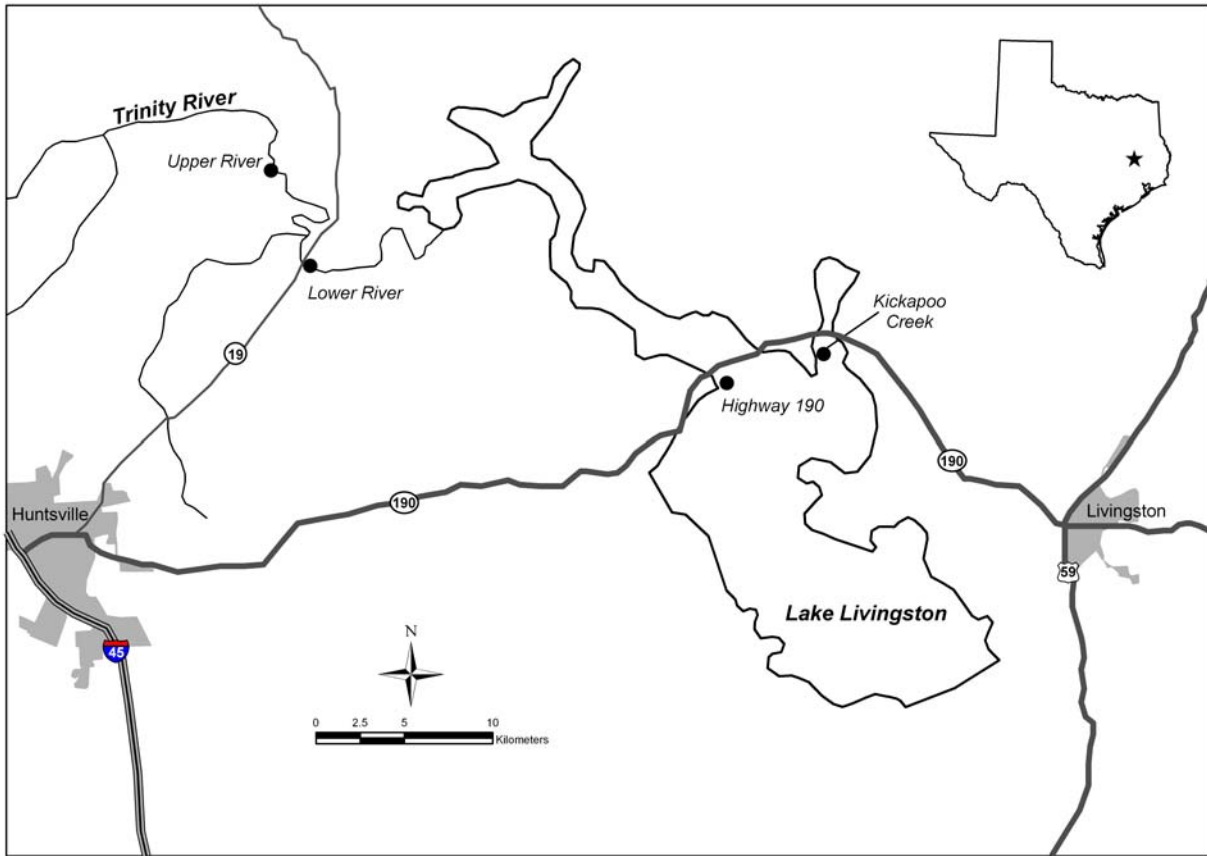 Trinity River
Upper River
Lower River
Kickapoo
Creek
19
Highway 190
190
190
Huntsville
Livingston
59
Lake Livingston
N
45
0 2.5 5 10
Kilometers